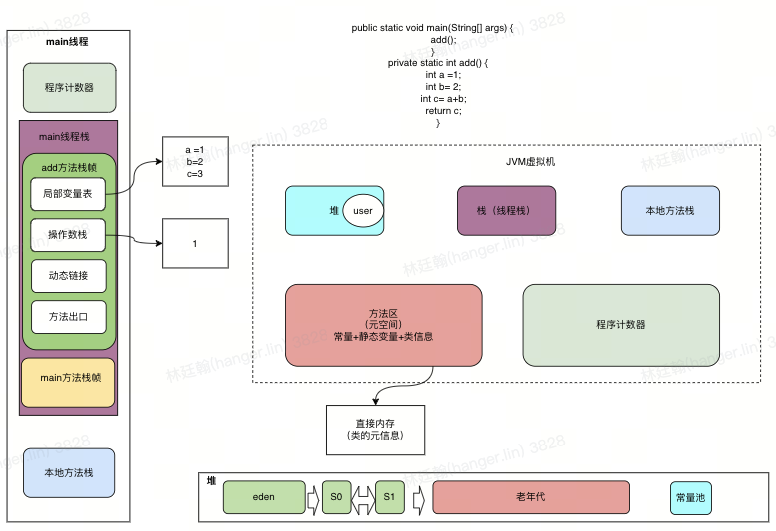 main线程
程序计数器
main线程栈
add方法栈帧
局部变量表
操作数栈
动态链接
方法出口
main方法栈帧
本地方法栈
a =1
b=2
c=3
1
public static void main(String[] args) {
add();
}
private static int add() {
int a =1;
int b= 2;
int c= a+b;
return c;
}
JVM虚拟机
堆
user
栈（线程栈）
本地方法栈
方法区
(元空间)
常量+静态变量+类信息
程序计数器
直接内存
(类的元信息)
堆
eden
S0
S1
老年代
常量池
林廷翰(hanger.lin) 3828